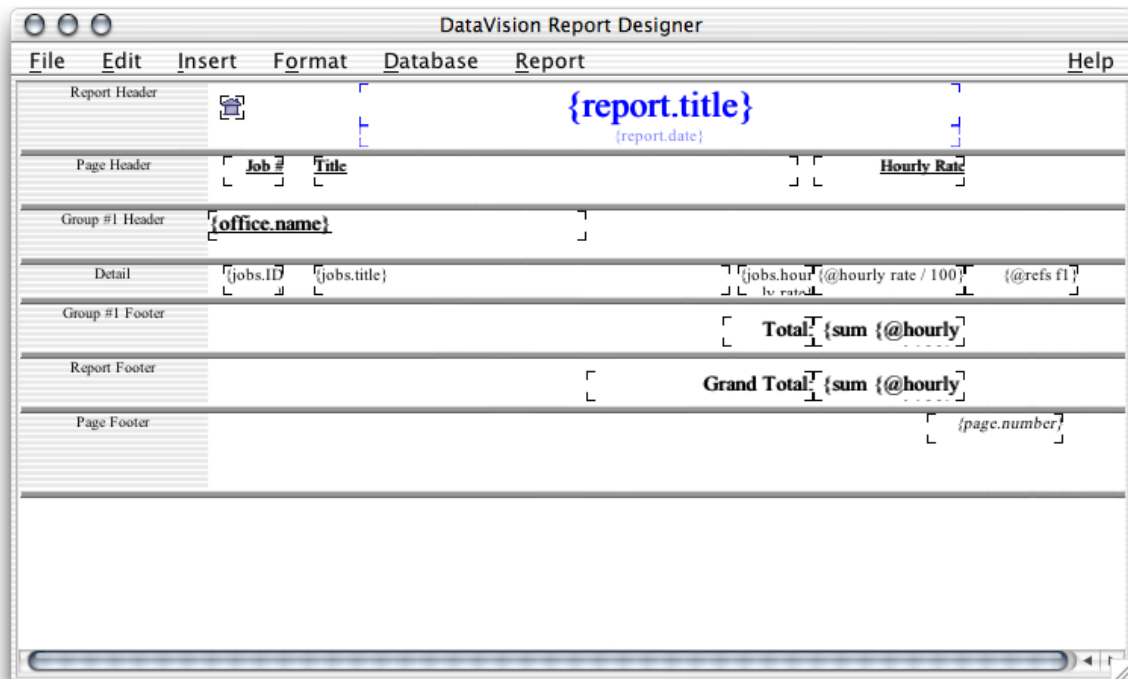 DataVision Report Designer
File Edit Insert Format Database Report Help
Report Header
{report.title}
{report.date}
Page Header Job # Title Hourly Rate
Group #1 Header {office.name}
Detail {jobs.ID {jobs.title} {jobs.hour {@hourly rate / 100} {@refs f1}
ly rate}
Group #1 Footer Total: {sum {@hourly
Report Footer Grand Total: {sum {@hourly
Page Footer {page.number}